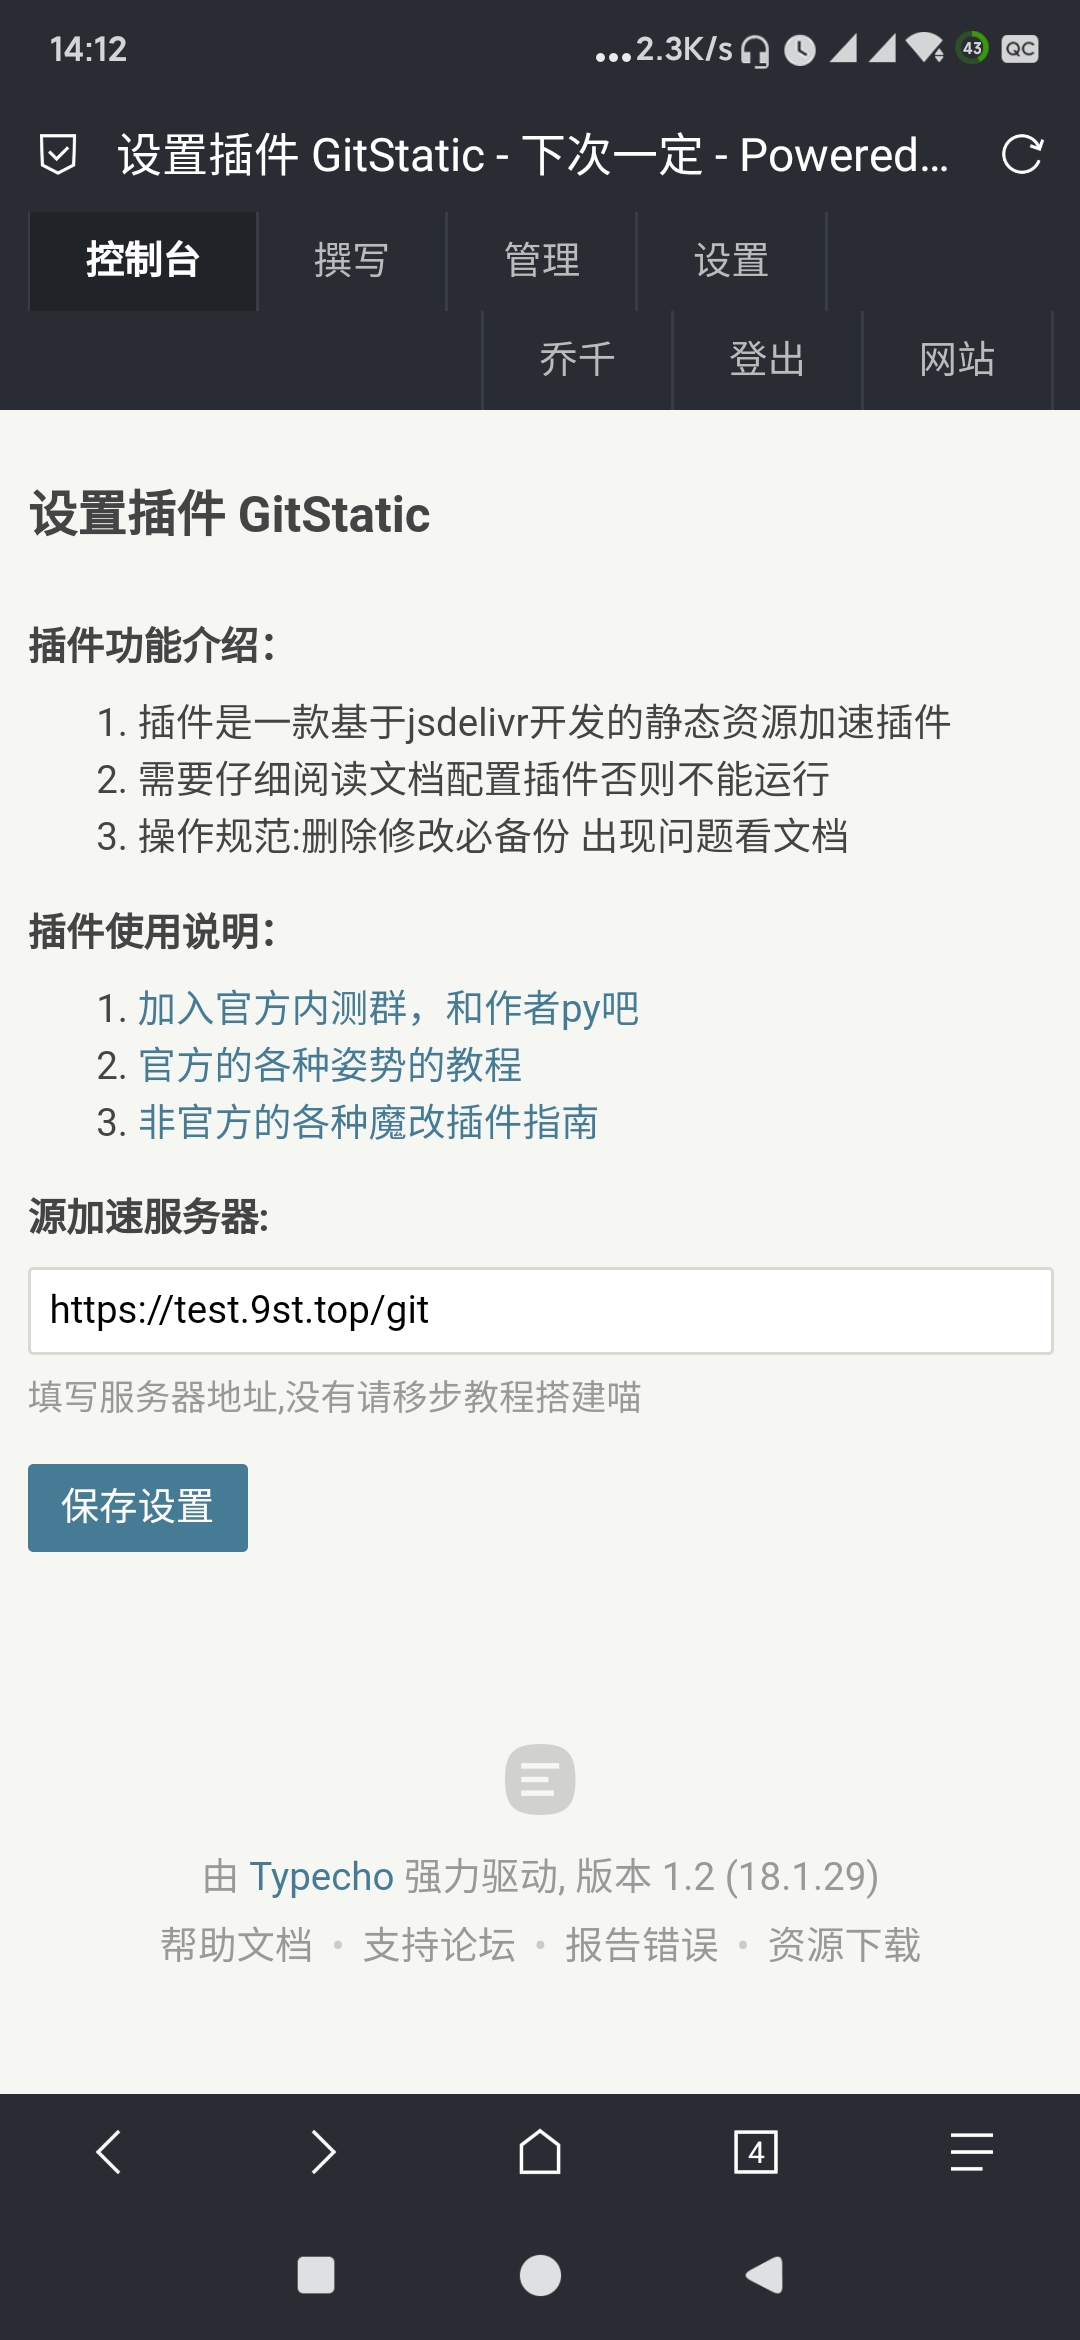 14:12
...2.3K/s
43
QC
设置插件 GitStatic - 下次一定 - Powered...
控制台
撰写
管理
设置
乔千
登出
网站
设置插件 GitStatic
插件功能介绍：
1. 插件是一款基于jsdelivr开发的静态资源加速插件
2. 需要仔细阅读文档配置插件否则不能运行
3. 操作规范:删除修改必备份 出现问题看文档
插件使用说明：
1. 加入官方内测群，和作者py吧
2. 官方的各种姿势的教程
3. 非官方的各种魔改插件指南
源加速服务器:
https://test.9st.top/git
填写服务器地址,没有请移步教程搭建喵
保存设置
由 Typecho 强力驱动, 版本 1.2 (18.1.29)
帮助文档 • 支持论坛 • 报告错误 • 资源下载
4